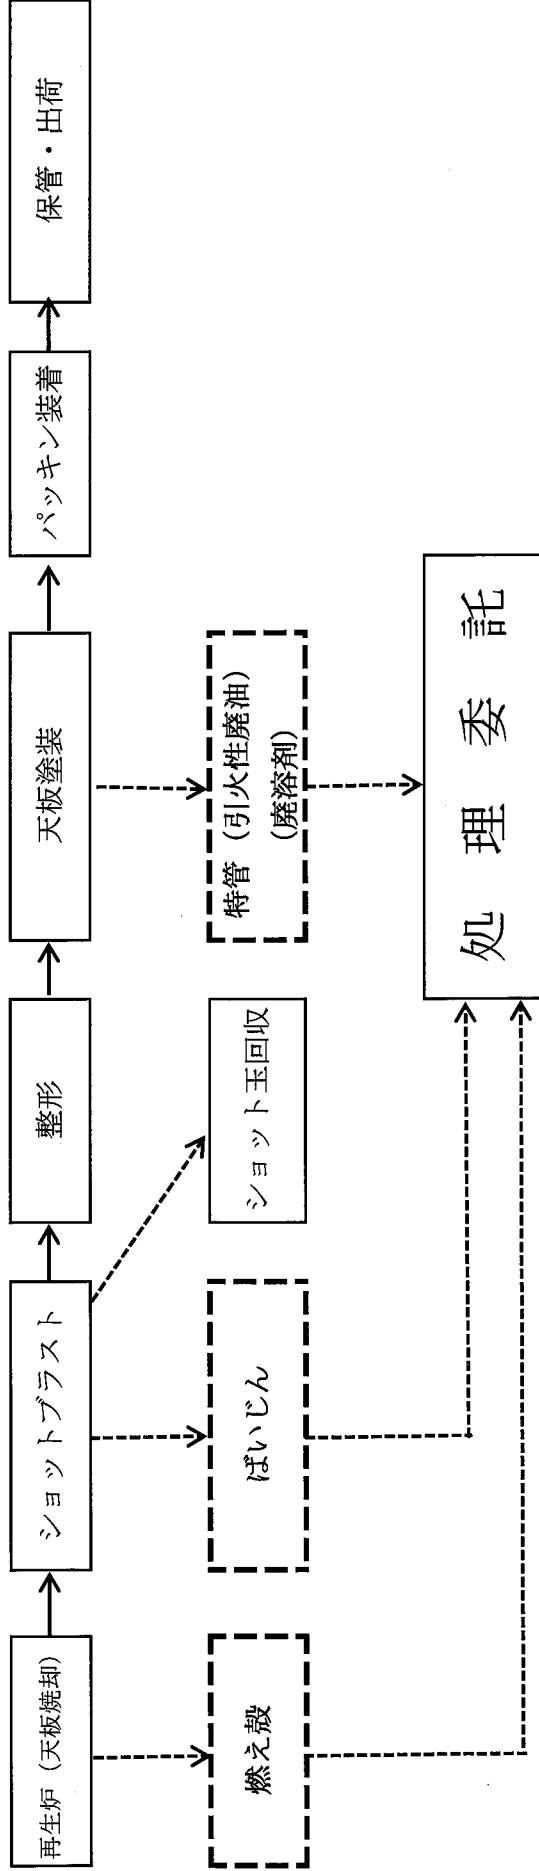 再生炉（天板焼却）
ショットブラスト
整形
天板塗装
パッキン装着
保管・出荷
燃え殻
ばいじん
ショット玉回収
特管（引火性廃油）
（廃溶剤）
処理委託